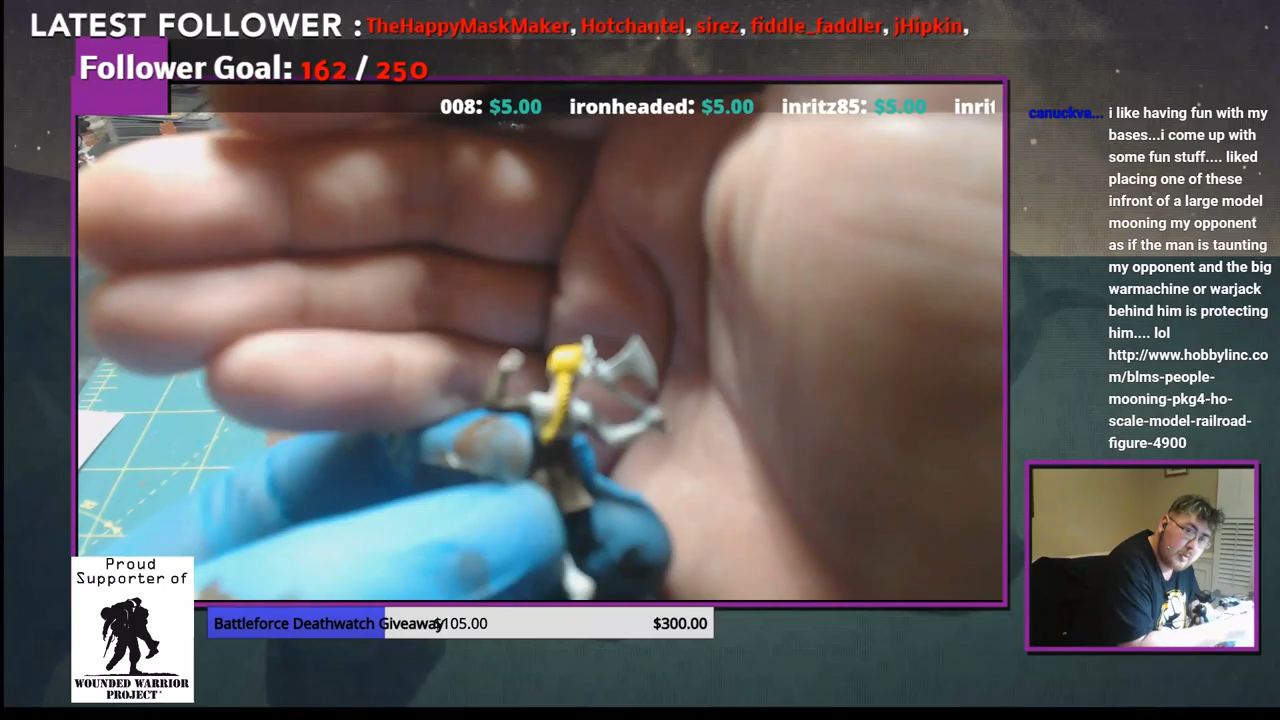 LATEST FOLLOWER : TheHappyMaskMaker, Hotchantel, sirez, fiddle_faddler, jHipkin,
Follower Goal: 162 / 250
008: $5.00 ironheaded: $5.00 inritz85: $5.00 inrit
canuckva... i like having fun with my
bases...i come up with
some fun stuff.... liked
placing one of these
infront of a large model
mooning my opponent
as if the man is taunting
my opponent and the big
warmachine or warjack
behind him is protecting
him.... lol
http://www.hobbylinc.co
m/blms-people-
mooning-pkg4-ho-
scale-model-railroad-
figure-4900
Proud
Supporter of
WOUNDED WARRIOR
PROJECT
Battleforce Deathwatch Giveaway $105.00 $300.00